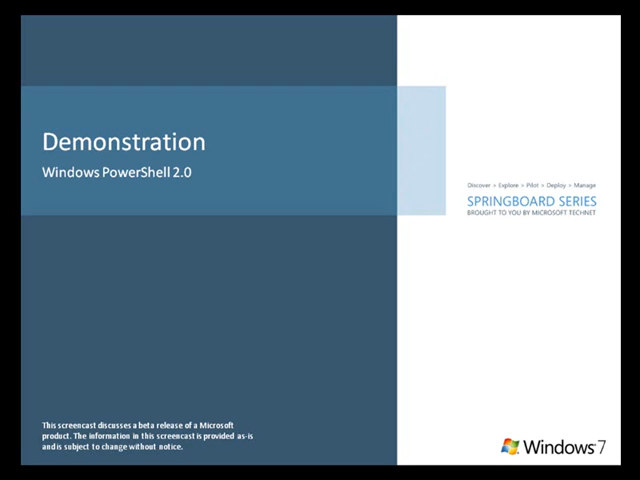 Demonstration
Windows PowerShell 2.0
Discover > Explore > Pilot > Deploy > Manage
SPRINGBOARD SERIES
BROUGHT TO YOU BY MICROSOFT TECHNET
This screencast discusses a beta release of a Microsoft
product. The information in this screencast is provided as-is
and is subject to change without notice.
Windows 7